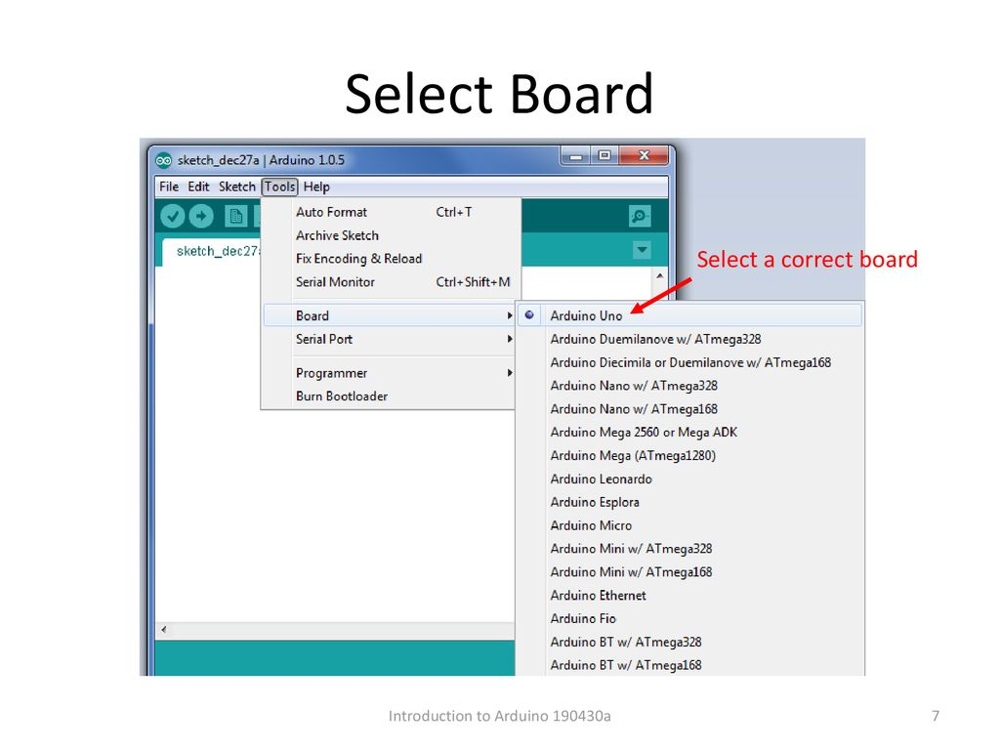 Select Board
sketch_dec27a | Arduino 1.0.5
File Edit Sketch Tools Help
sketch_dec27a
Auto Format Ctrl+T
Archive Sketch
Fix Encoding & Reload
Serial Monitor Ctrl+Shift+M
Board
Serial Port
Programmer
Burn Bootloader
Select a correct board
Arduino Uno
Arduino Duemilanove w/ ATmega328
Arduino Diecimila or Duemilanove w/ ATmega168
Arduino Nano w/ ATmega328
Arduino Nano w/ ATmega168
Arduino Mega 2560 or Mega ADK
Arduino Mega (ATmega1280)
Arduino Leonardo
Arduino Esplora
Arduino Micro
Arduino Mini w/ ATmega328
Arduino Mini w/ ATmega168
Arduino Ethernet
Arduino Fio
Arduino BT w/ ATmega328
Arduino BT w/ ATmega168
Introduction to Arduino 190430a
7